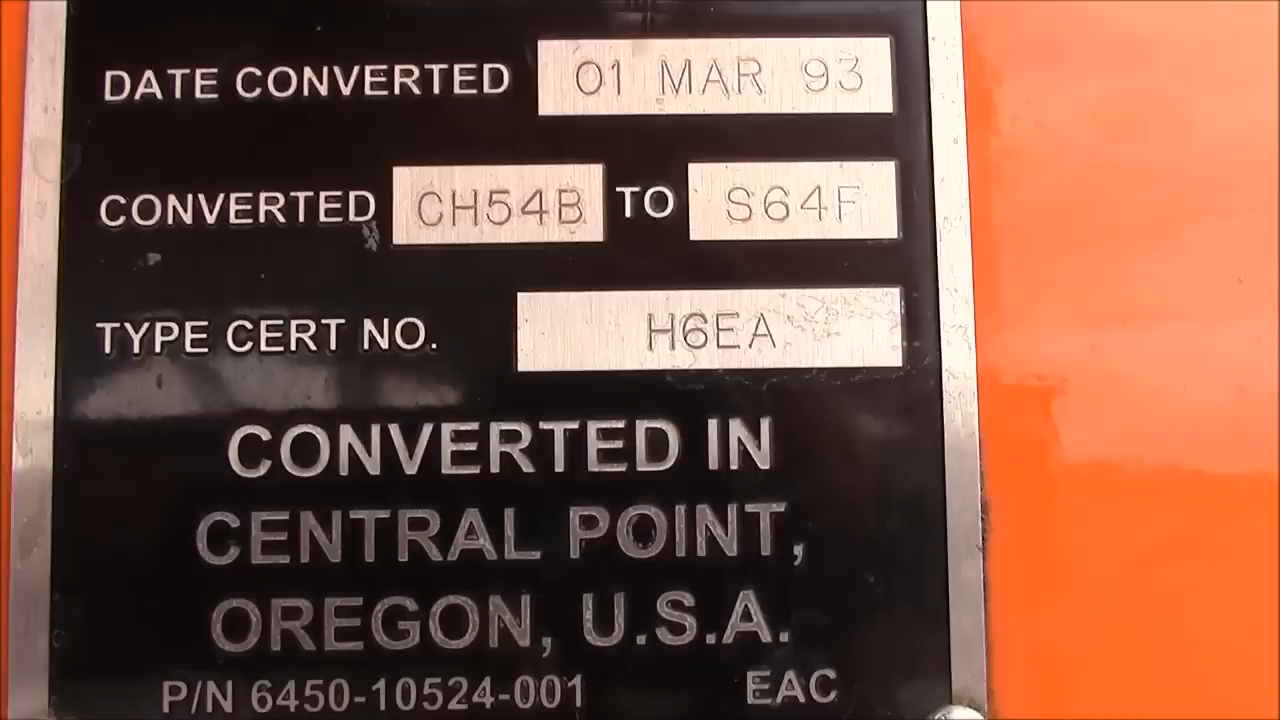 DATE CONVERTED 01 MAR 93
CONVERTED CH54B TO S64F
TYPE CERT NO. H6EA
CONVERTED IN
CENTRAL POINT,
OREGON, U.S.A.
P/N 6450-10524-001 EAC